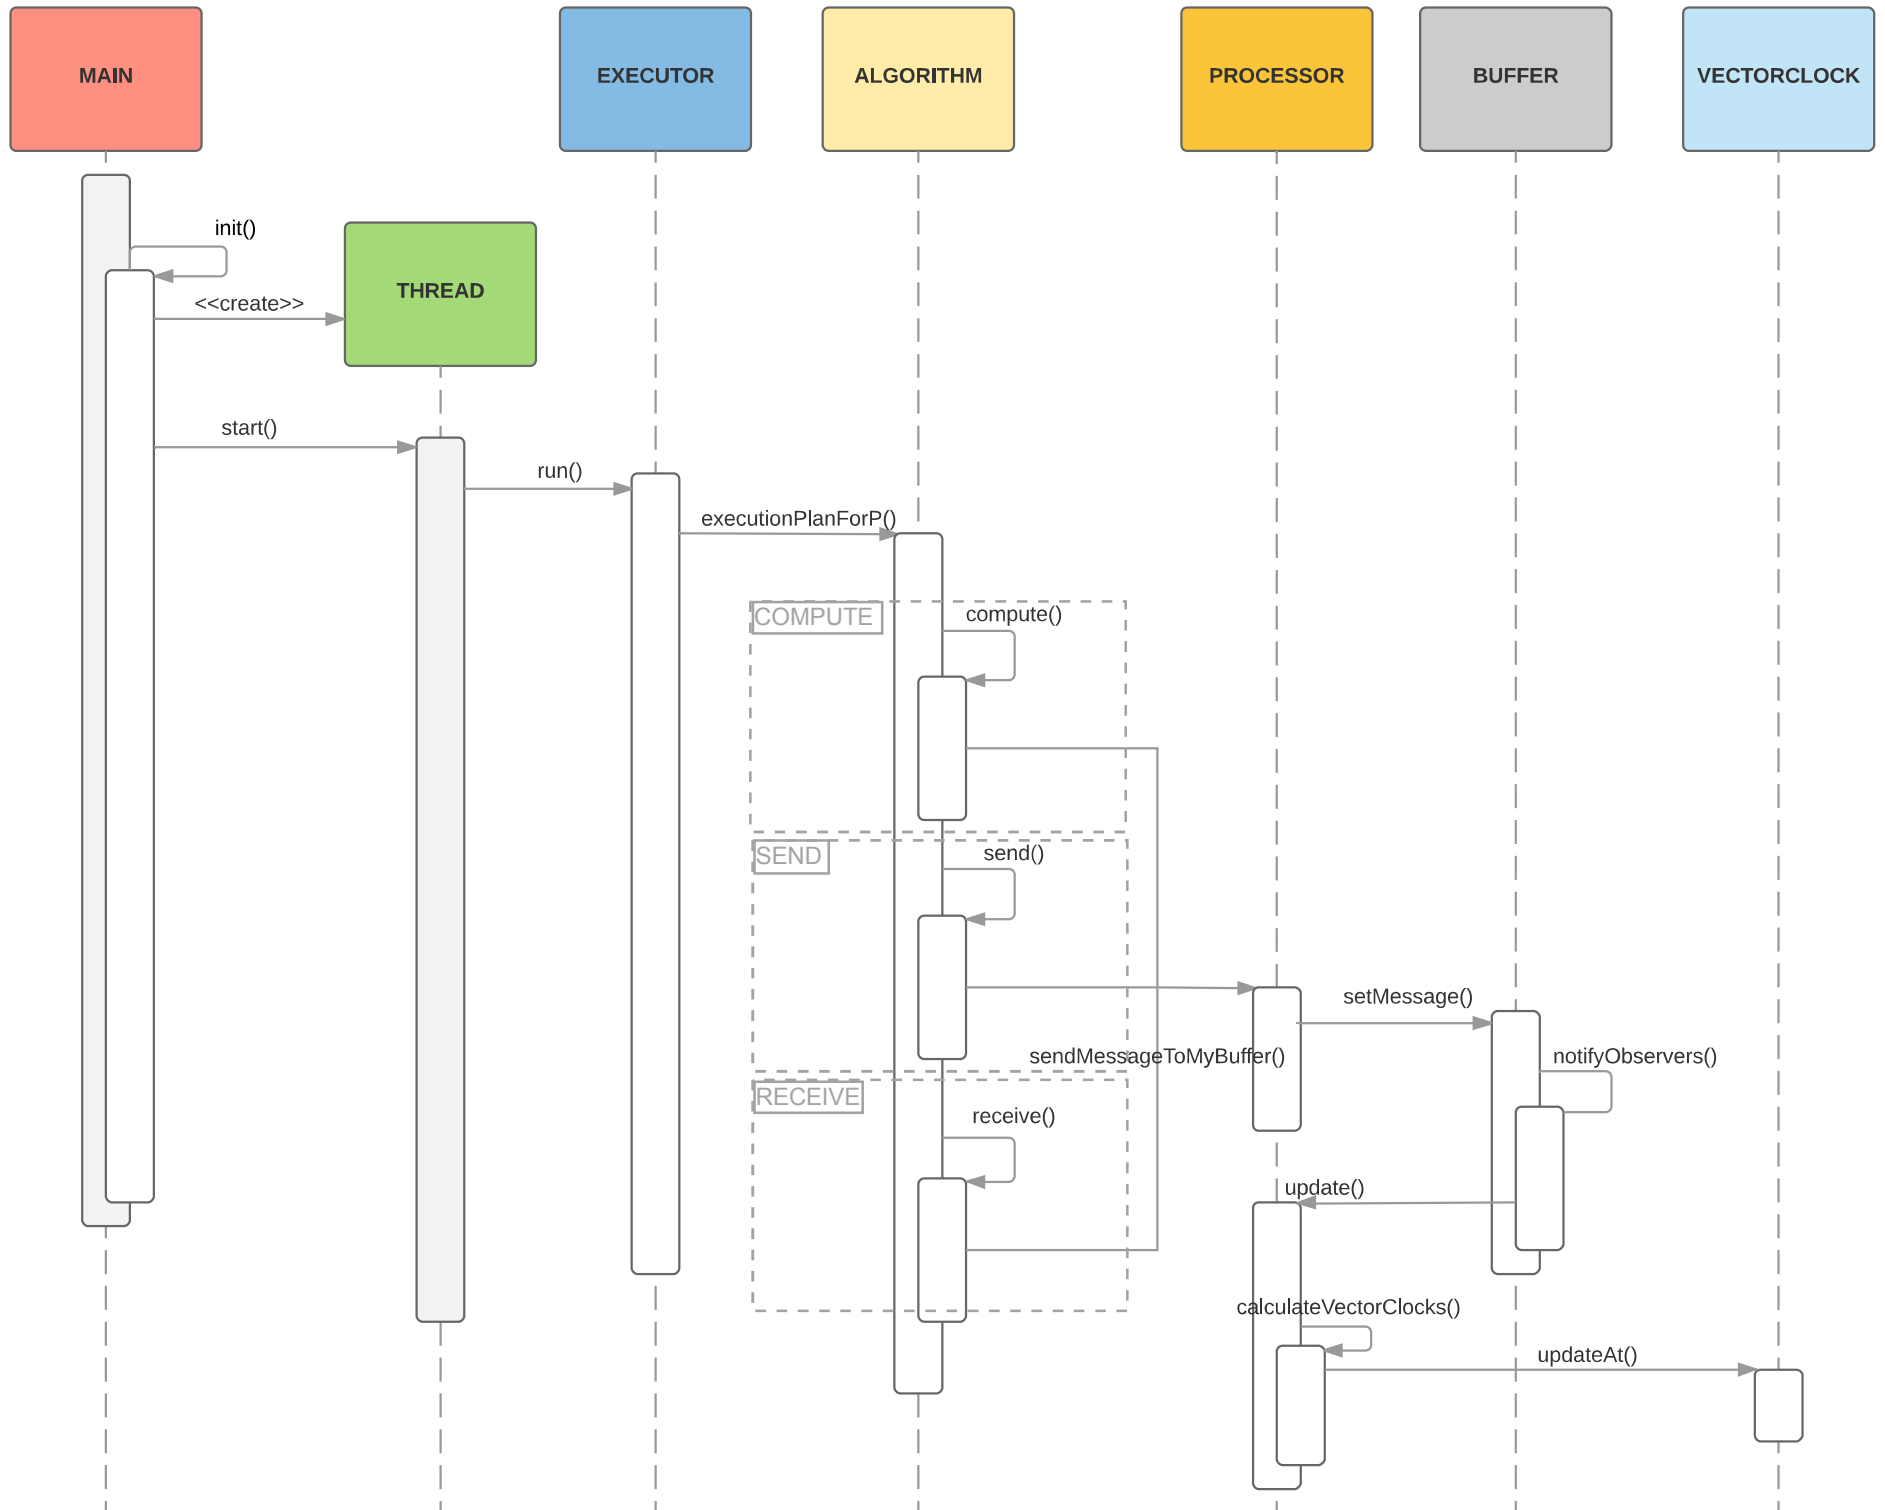 MAIN
EXECUTOR
ALGORITHM
PROCESSOR
BUFFER
VECTORCLOCK
init()
THREAD
<<create>>
start()
run()
executionPlanForP()
COMPUTE
compute()
SEND
send()
setMessage()
sendMessageToMyBuffer()
notifyObservers()
RECEIVE
receive()
update()
calculateVectorClocks()
updateAt()